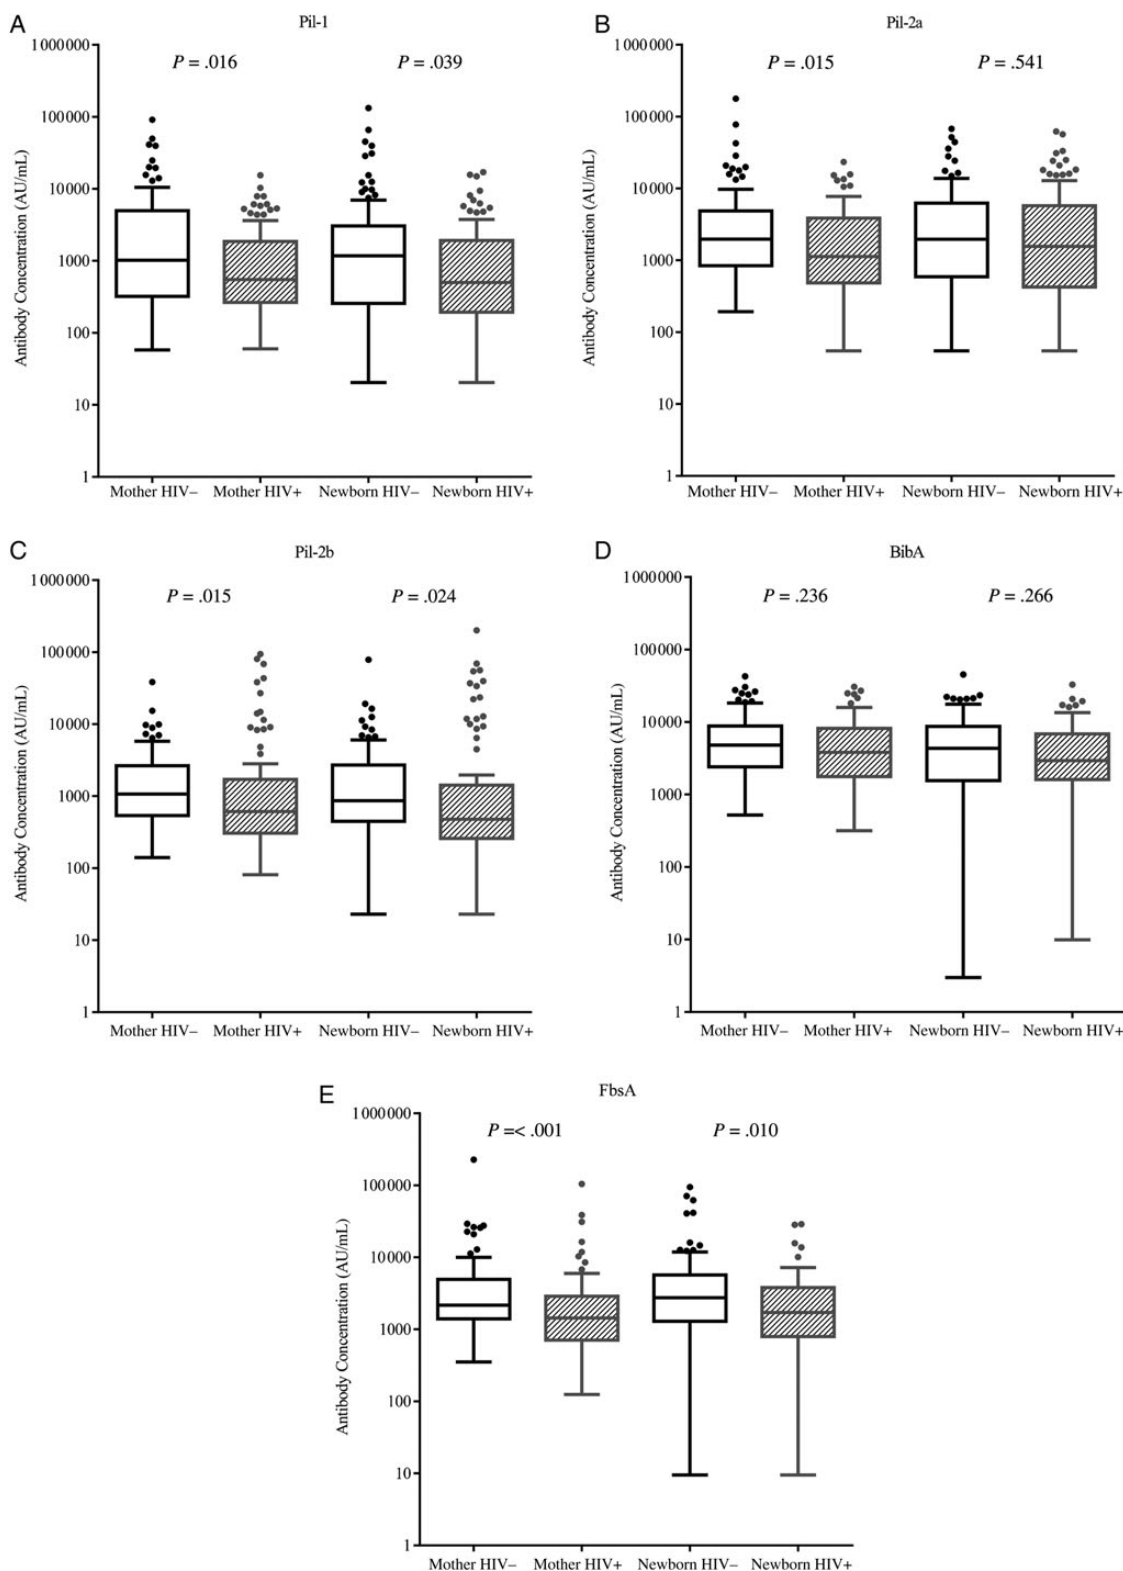 A
Pil-1
1000000
100000
10000
1000
100
10
1
Antibody Concentration (AU/mL)
P = .016
P = .039
Mother HIV–
Mother HIV+
Newborn HIV–
Newborn HIV+
B
Pil-2a
1000000
100000
10000
1000
100
10
1
Antibody Concentration (AU/mL)
P = .015
P = .541
Mother HIV–
Mother HIV+
Newborn HIV–
Newborn HIV+
C
Pil-2b
1000000
100000
10000
1000
100
10
1
Antibody Concentration (AU/mL)
P = .015
P = .024
Mother HIV–
Mother HIV+
Newborn HIV–
Newborn HIV+
D
BibA
1000000
100000
10000
1000
100
10
1
Antibody Concentration (AU/mL)
P = .236
P = .266
Mother HIV–
Mother HIV+
Newborn HIV–
Newborn HIV+
E
FbsA
1000000
100000
10000
1000
100
10
1
Antibody Concentration (AU/mL)
P =< .001
P = .010
Mother HIV–
Mother HIV+
Newborn HIV–
Newborn HIV+